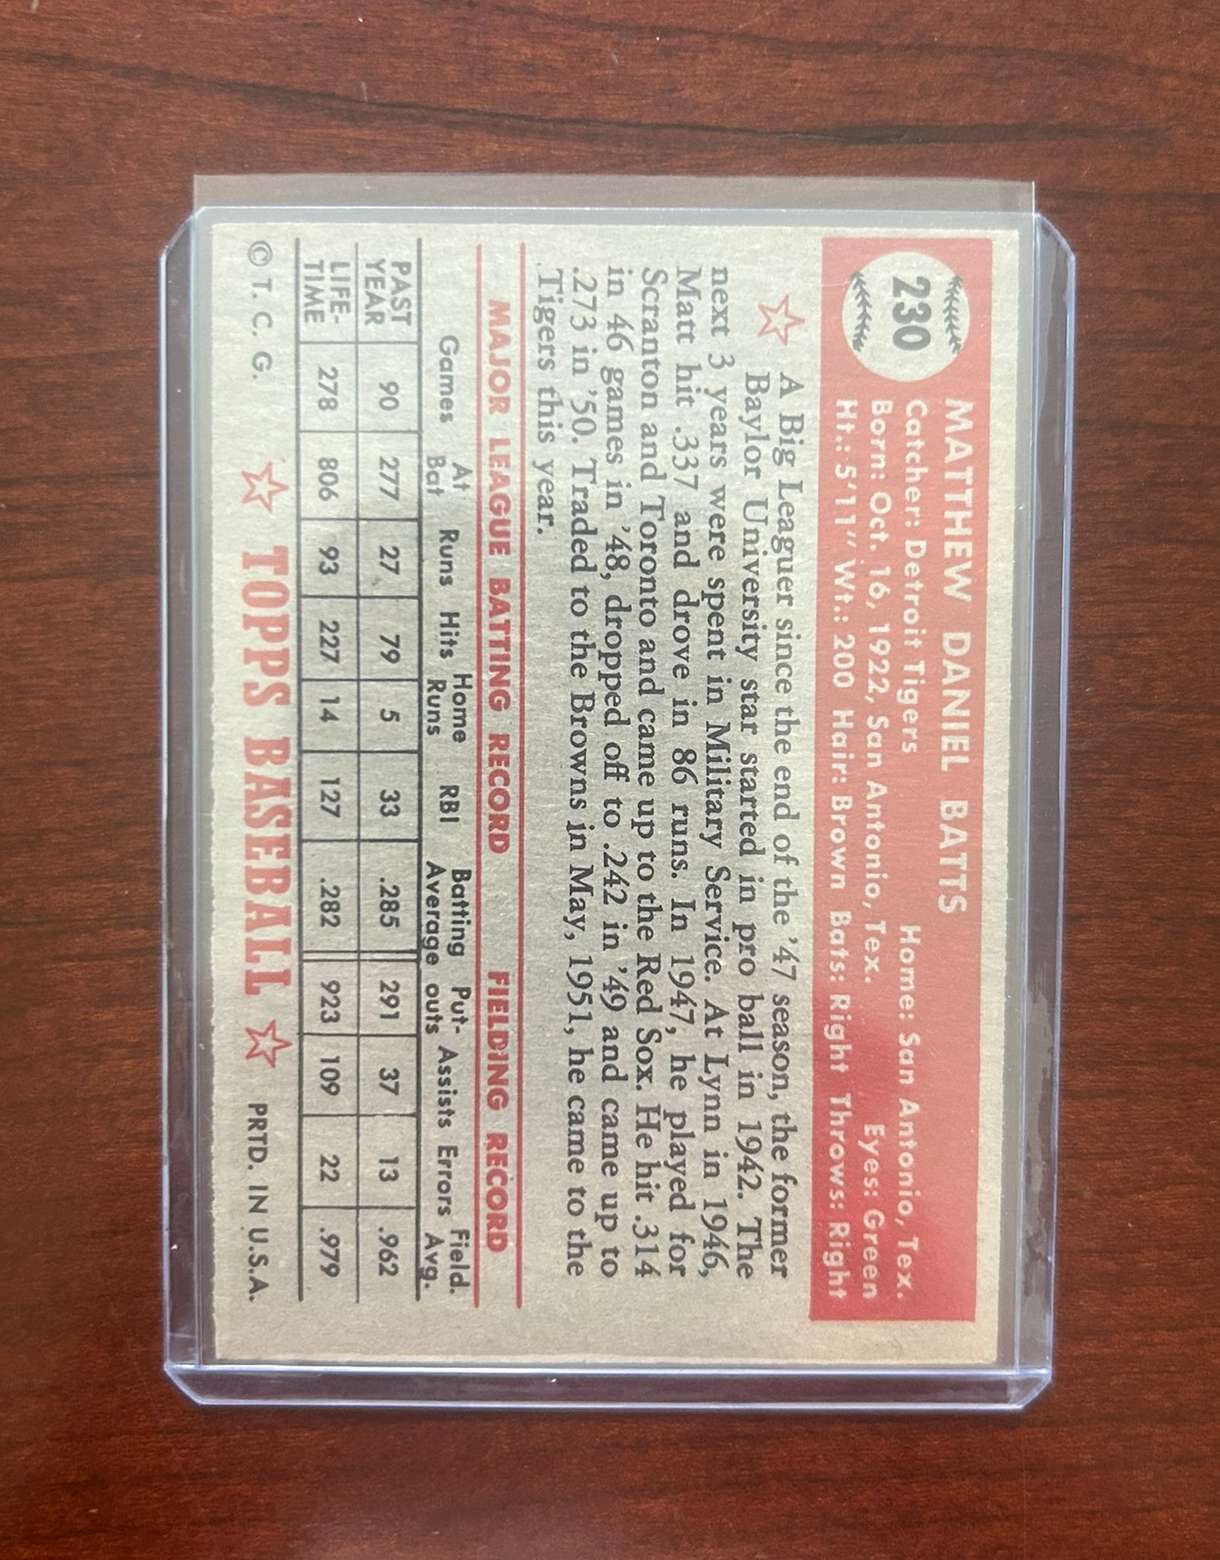 230
MATTHEW DANIEL BATTS
Catcher: Detroit Tigers Home: San Antonio, Tex.
Born: Oct. 16, 1922, San Antonio, Tex. Eyes: Green
Ht.: 5'11" Wt.: 200 Hair: Brown Bats: Right Throws: Right
A Big Leaguer since the end of the '47 season, the former
Baylor University star started in pro ball in 1942. The
next 3 years were spent in Military Service. At Lynn in 1946,
Matt hit .337 and drove in 86 runs. In 1947, he played for
Scranton and Toronto and came up to the Red Sox. He hit .314
in 46 games in '48, dropped off to .242 in '49 and came up to
.273 in '50. Traded to the Browns in May, 1951, he came to the
Tigers this year.
MAJOR LEAGUE BATTING RECORD FIELDING RECORD
Games At Bat Runs Hits Home Runs RBI Batting Average Put-outs Assists Errors Field. Avg.
PAST YEAR 90 277 27 79 5 33 .285 291 37 13 .962
LIFE-TIME 278 806 93 227 14 127 .282 923 109 22 .979
© T. C. G. TOPPS BASEBALL PRTD. IN U.S.A.